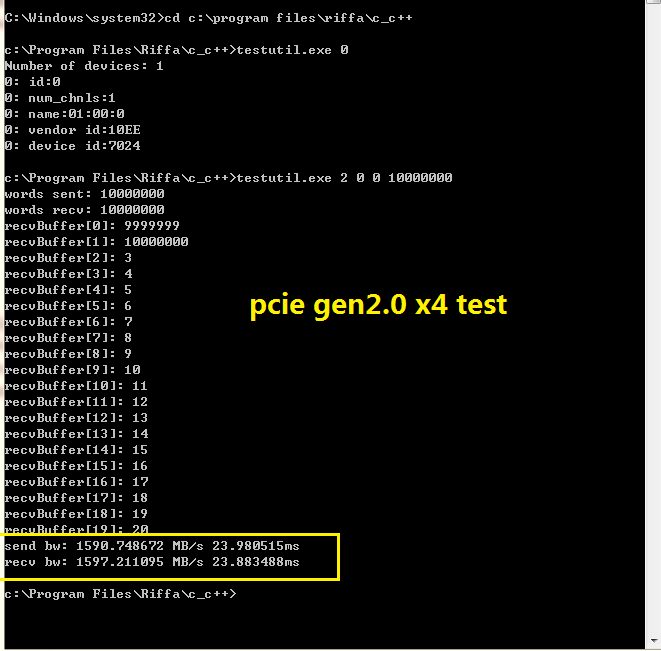 C:\Windows\system32>cd c:\program files\riffa\c_c++
c:\Program Files\Riffa\c_c++>testutil.exe 0
Number of devices: 1
0: id:0
0: num_chnls:1
0: name:01:00:0
0: vendor id:10EE
0: device id:7024
c:\Program Files\Riffa\c_c++>testutil.exe 2 0 0 10000000
words sent: 10000000
words recv: 10000000
recvBuffer[0]: 9999999
recvBuffer[1]: 10000000
recvBuffer[2]: 3
recvBuffer[3]: 4
recvBuffer[4]: 5
recvBuffer[5]: 6
recvBuffer[6]: 7
recvBuffer[7]: 8
recvBuffer[8]: 9
recvBuffer[9]: 10
recvBuffer[10]: 11
recvBuffer[11]: 12
recvBuffer[12]: 13
recvBuffer[13]: 14
recvBuffer[14]: 15
recvBuffer[15]: 16
recvBuffer[16]: 17
recvBuffer[17]: 18
recvBuffer[18]: 19
recvBuffer[19]: 20
send bw: 1590.748672 MB/s 23.980515ms
recv bw: 1597.211095 MB/s 23.883488ms
c:\Program Files\Riffa\c_c++>
pcie gen2.0 x4 test